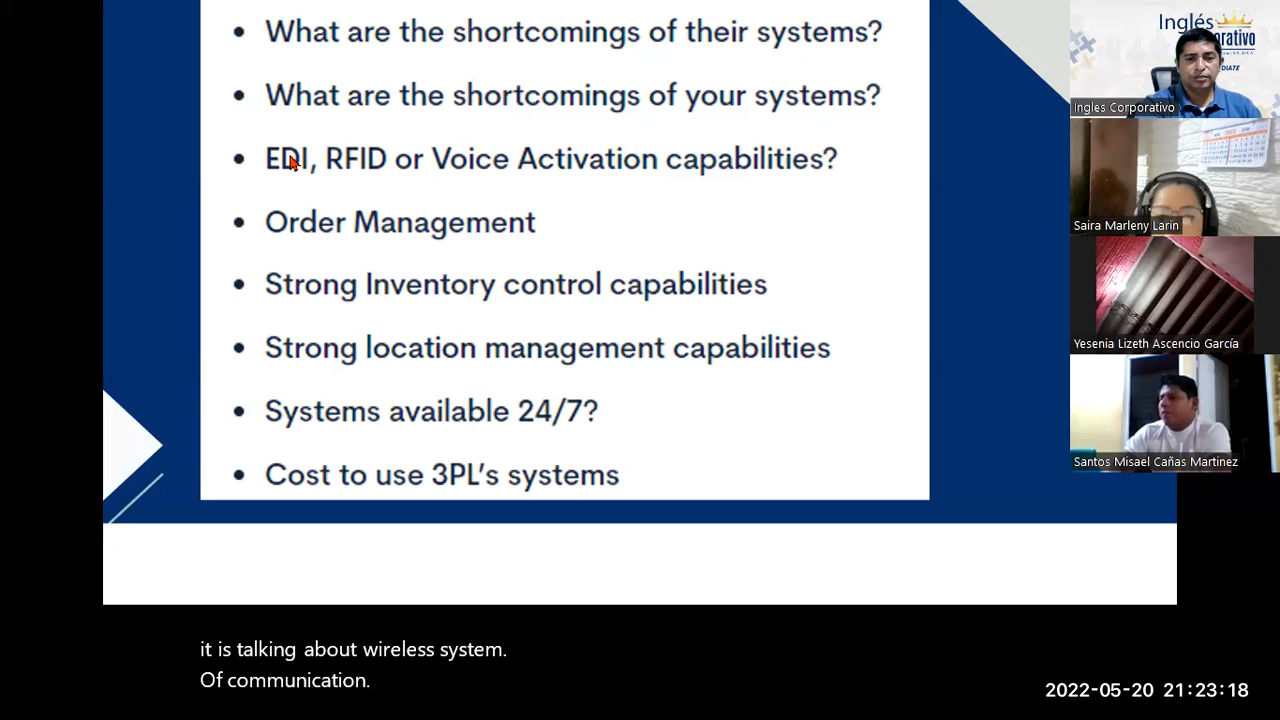 • What are the shortcomings of their systems?
• What are the shortcomings of your systems?
• EDI, RFID or Voice Activation capabilities?
• Order Management
• Strong Inventory control capabilities
• Strong location management capabilities
• Systems available 24/7?
• Cost to use 3PL's systems
Inglés
orativo
DIATE
Ingles Corporativo
Saira Marleny Larin
Yesenia Lizeth Ascencio García
Santos Misael Cañas Martinez
it is talking about wireless system.
Of communication.
2022-05-20 21:23:18